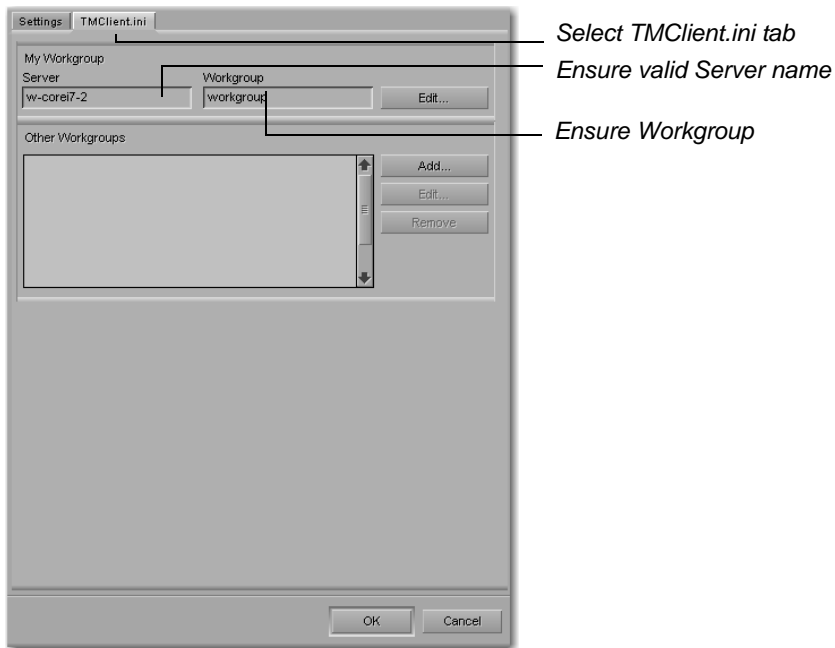 Settings TMClient.ini
Select TMClient.ini tab
My Workgroup
Server Workgroup
Ensure valid Server name
w-corei7-2 workgroup Edit...
Ensure Workgroup
Other Workgroups
Add...
Edit...
Remove
OK Cancel